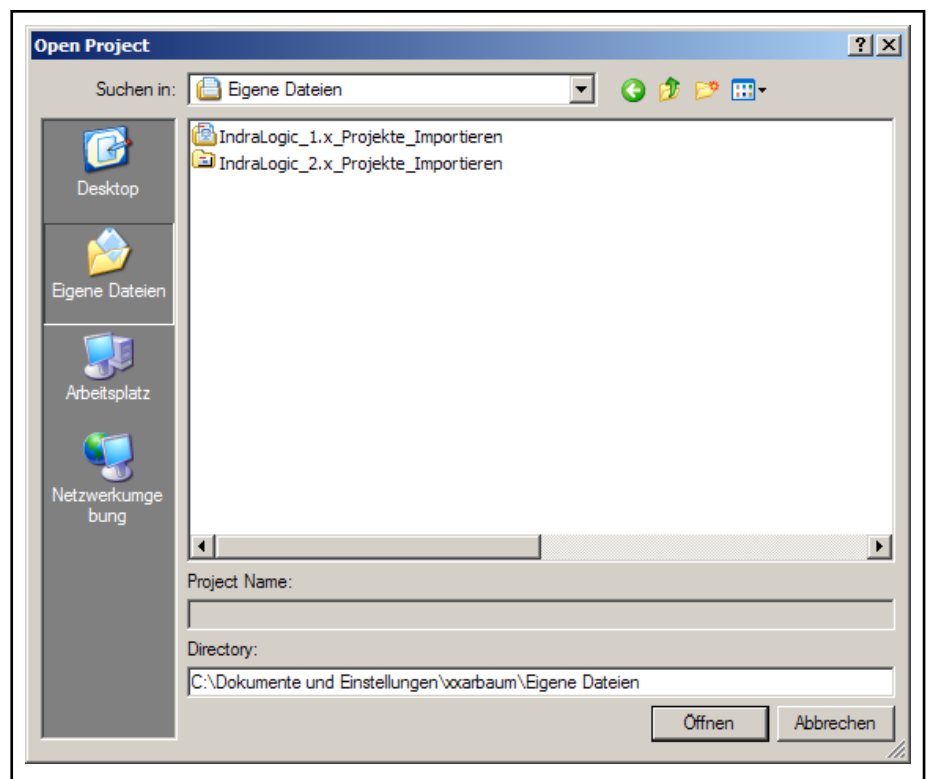 Open Project
Suchen in:
Eigene Dateien
IndraLogic_1.x_Projekte_Importieren
IndraLogic_2.x_Projekte_Importieren
Desktop
Eigene Dateien
Arbeitsplatz
Netzwerkumge
bung
Project Name:
Directory:
C:\Dokumente und Einstellungen\xxarbaum\Eigene Dateien
Öffnen
Abbrechen